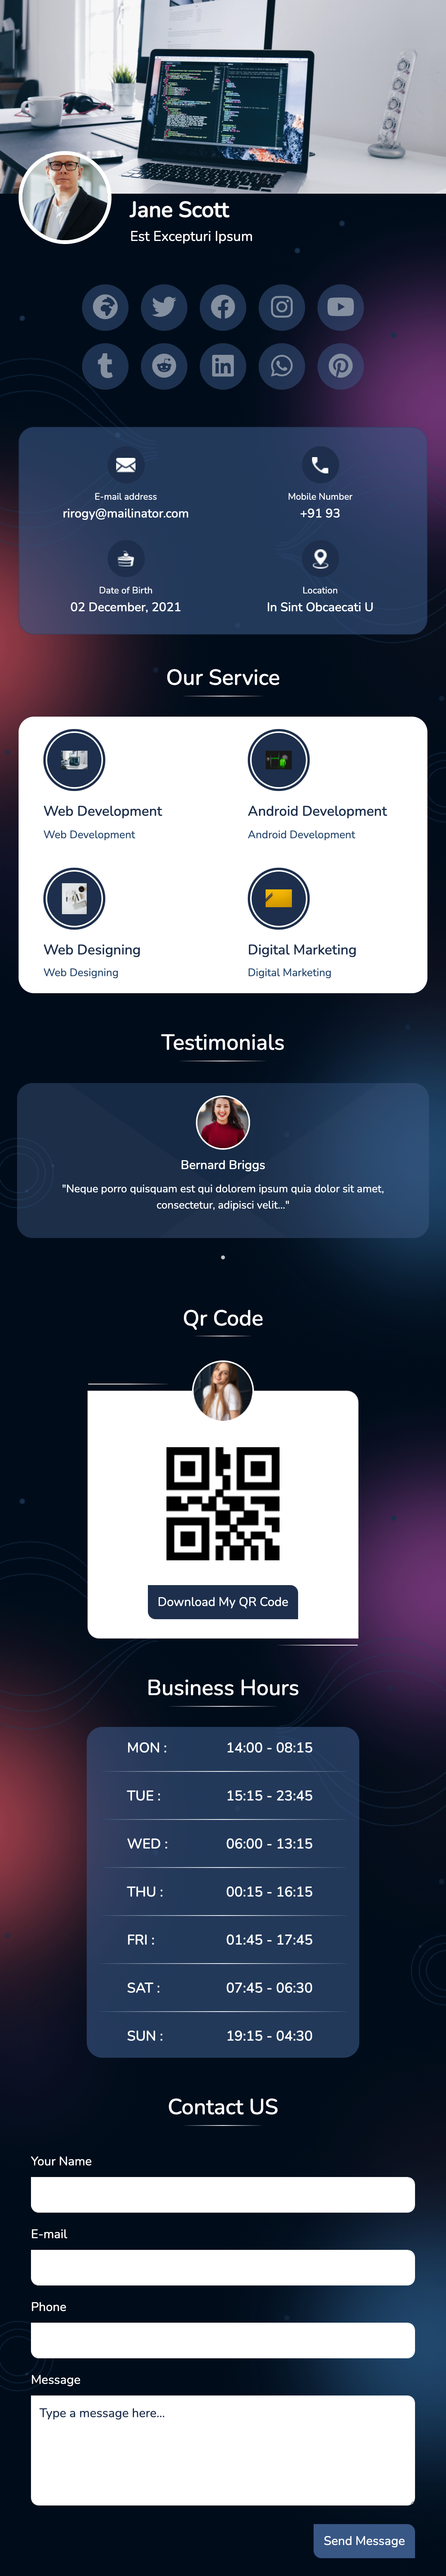 Jane Scott
Est Excepturi Ipsum
E-mail address
rirogy@mailinator.com
Mobile Number
+91 93
Date of Birth
02 December, 2021
Location
In Sint Obcaecati U
Our Service
Web Development
Web Development
Android Development
Android Development
Web Designing
Web Designing
Digital Marketing
Digital Marketing
Testimonials
Bernard Briggs
"Neque porro quisquam est qui dolorem ipsum quia dolor sit amet,
consectetur, adipisci velit..."
Qr Code
Download My QR Code
Business Hours
MON : 14:00 - 08:15
TUE : 15:15 - 23:45
WED : 06:00 - 13:15
THU : 00:15 - 16:15
FRI : 01:45 - 17:45
SAT : 07:45 - 06:30
SUN : 19:15 - 04:30
Contact US
Your Name
E-mail
Phone
Message
Type a message here...
Send Message